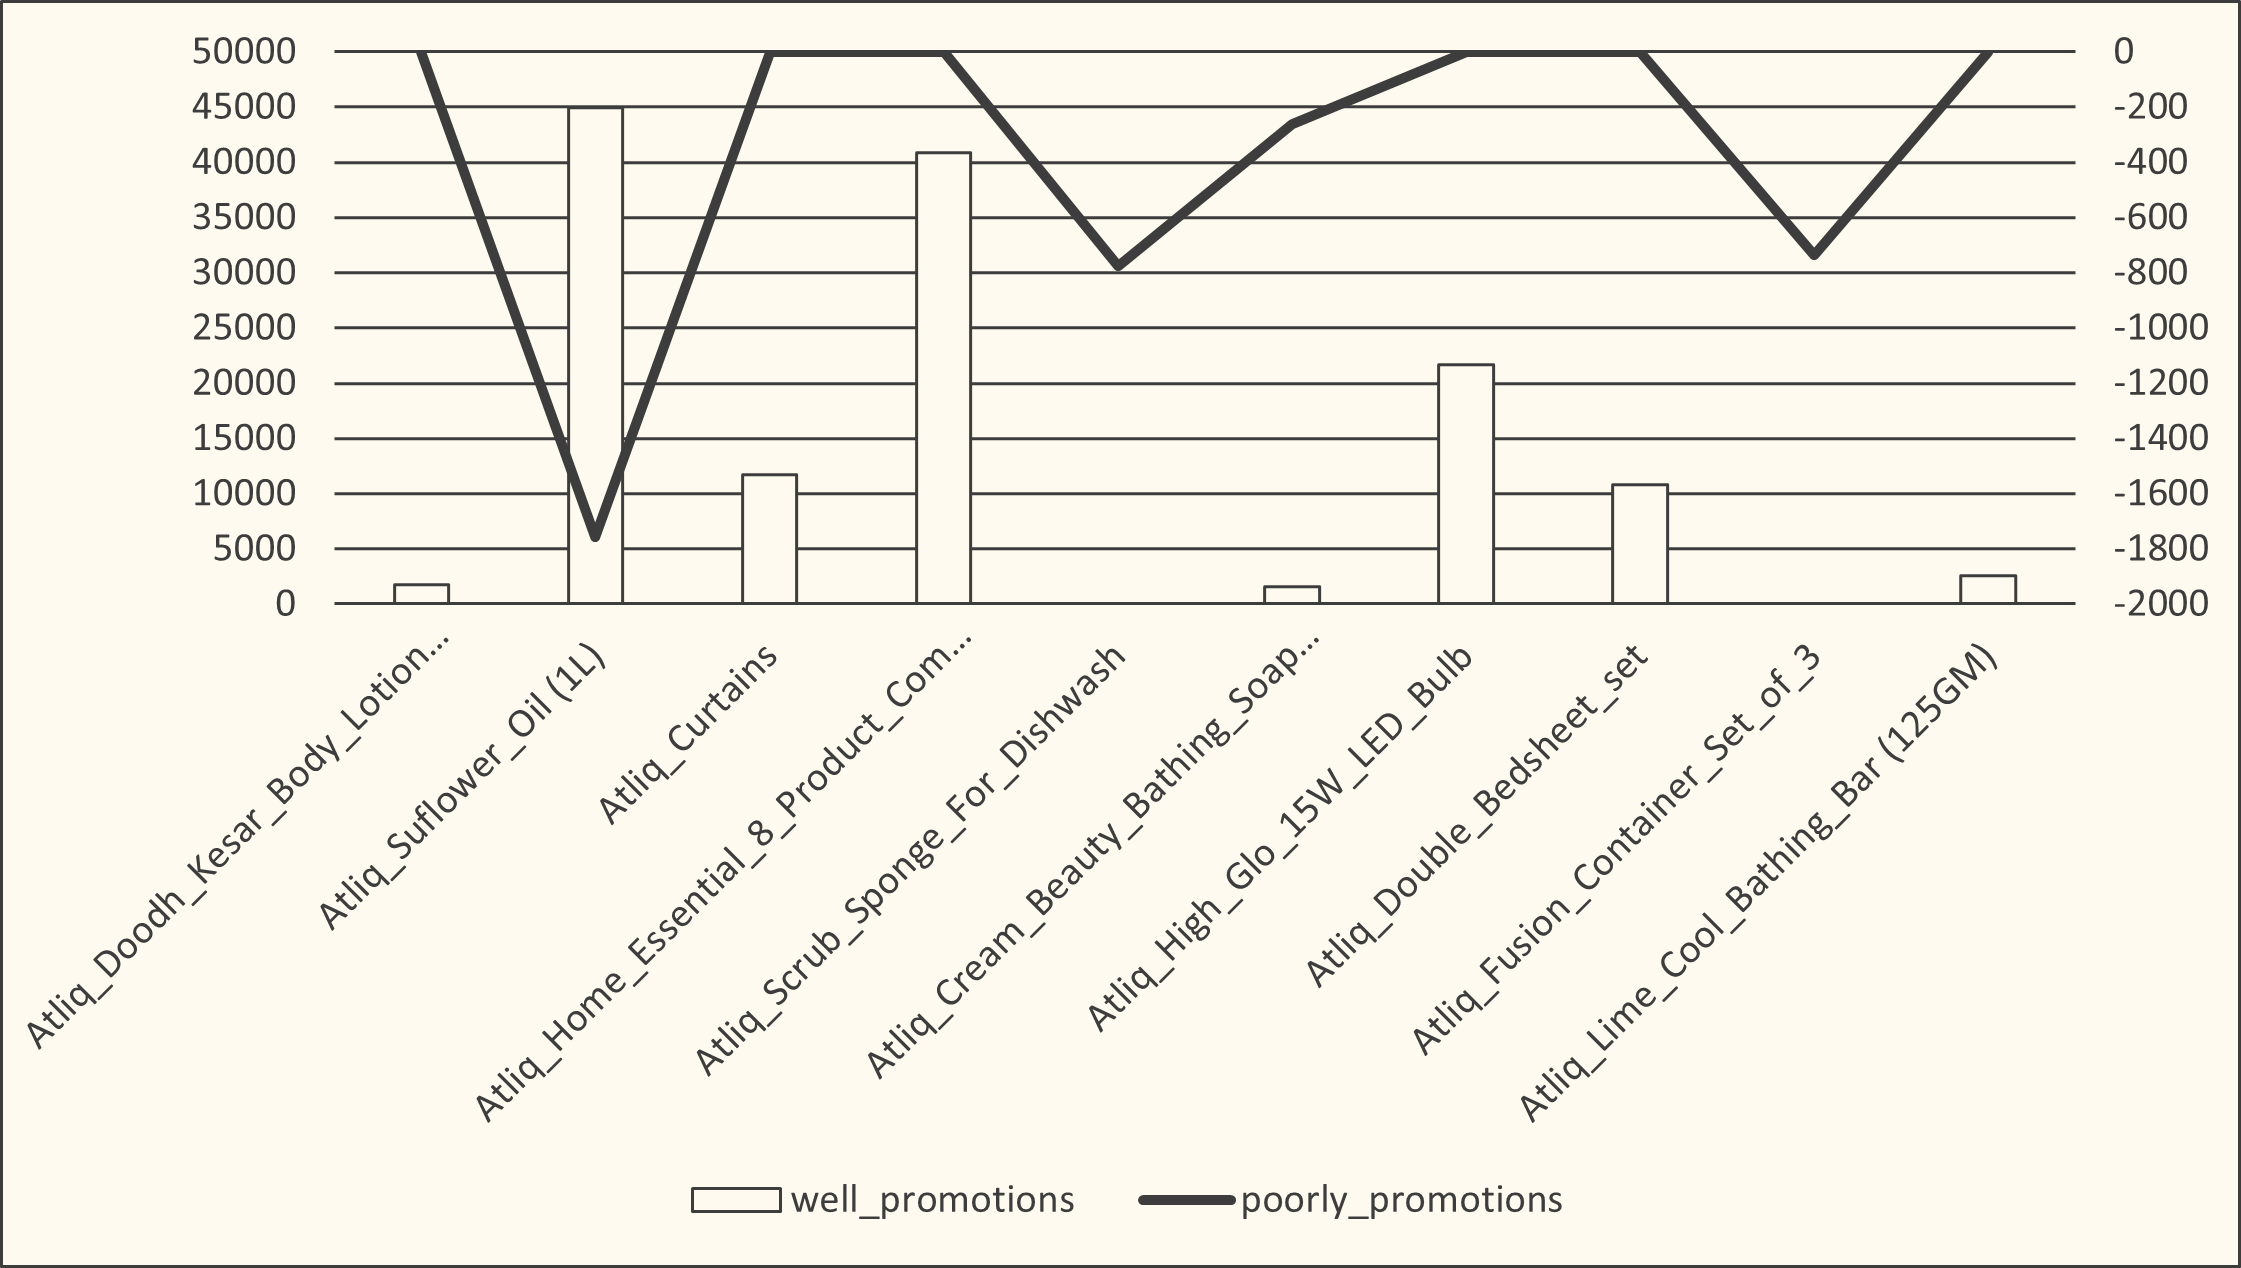 50000
45000
40000
35000
30000
25000
20000
15000
10000
5000
0
0
-200
-400
-600
-800
-1000
-1200
-1400
-1600
-1800
-2000
Atliq_Doodh_Kesar_Body_Lotion...
Atliq_Suflower_Oil (1L)
Atliq_Curtains
Atliq_Home_Essential_8_Product_Com...
Atliq_Scrub_Sponge_For_Dishwash
Atliq_Cream_Beauty_Bathing_Soap...
Atliq_High_Glo_15W_LED_Bulb
Atliq_Double_Bedsheet_set
Atliq_Fusion_Container_Set_of_3
Atliq_Lime_Cool_Bathing_Bar (125GM)
well_promotions
poorly_promotions